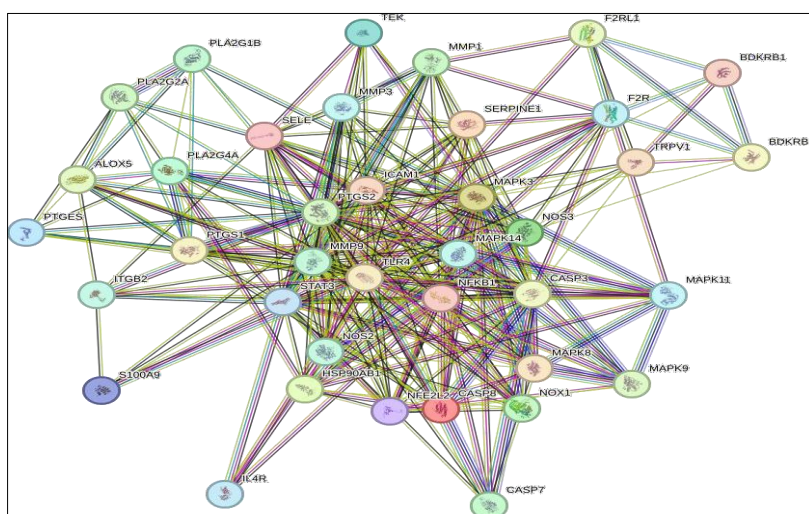 TEK
F2RL1
PLA2G1B
MMP1
BDKRB1
PLA2G2A
MMP3
SERPINE1
F2R
SELE
BDKRB
TRPV1
PLA2G4A
ALOX5
ICAM1
MAPK3
PTGS2
PTGES
NOS3
PTGS1
MMP9
MAPK14
TLR4
ITGB2
STAT3
NFKB1
CASP3
MAPK11
NOS2
MAPK8
S100A9
HSP90AB1
MAPK9
NFE2L2
CASP8
NOX1
IL4R
CASP7